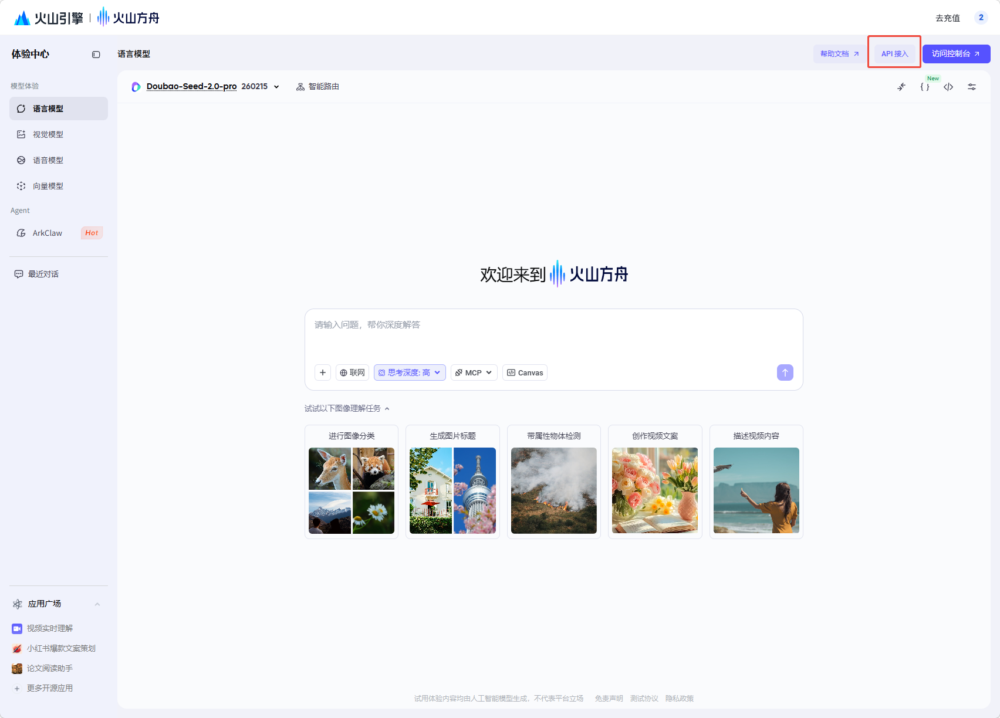 火山引擎 | 火山方舟
去充值 2
体验中心
语言模型
帮助文档
API 接入
访问控制台
模型体验
语言模型
视觉模型
语音模型
向量模型
Agent
ArkClaw Hot
最近对话
Doubao-Seed-2.0-pro 260215
智能路由
New
欢迎来到 火山方舟
请输入问题，帮你深度解答
联网
思考深度: 高
MCP
Canvas
试试以下图像理解任务
进行图像分类
生成图片标题
带属性物体检测
创作视频文案
描述视频内容
应用广场
视频实时理解
小红书爆款文案策划
论文阅读助手
更多开源应用
试用体验内容均由人工智能模型生成，不代表平台立场 免责声明 测试协议 隐私政策